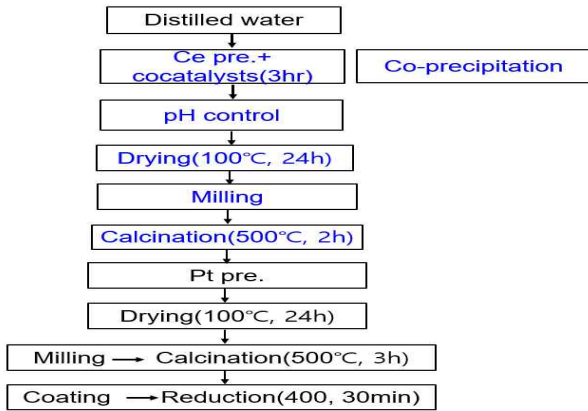 Distilled water
Ce pre.+
cocatalysts(3hr)
Co-precipitation
pH control
Drying(100℃, 24h)
Milling
Calcination(500℃, 2h)
Pt pre.
Drying(100℃, 24h)
Milling → Calcination(500℃, 3h)
Coating → Reduction(400, 30min)